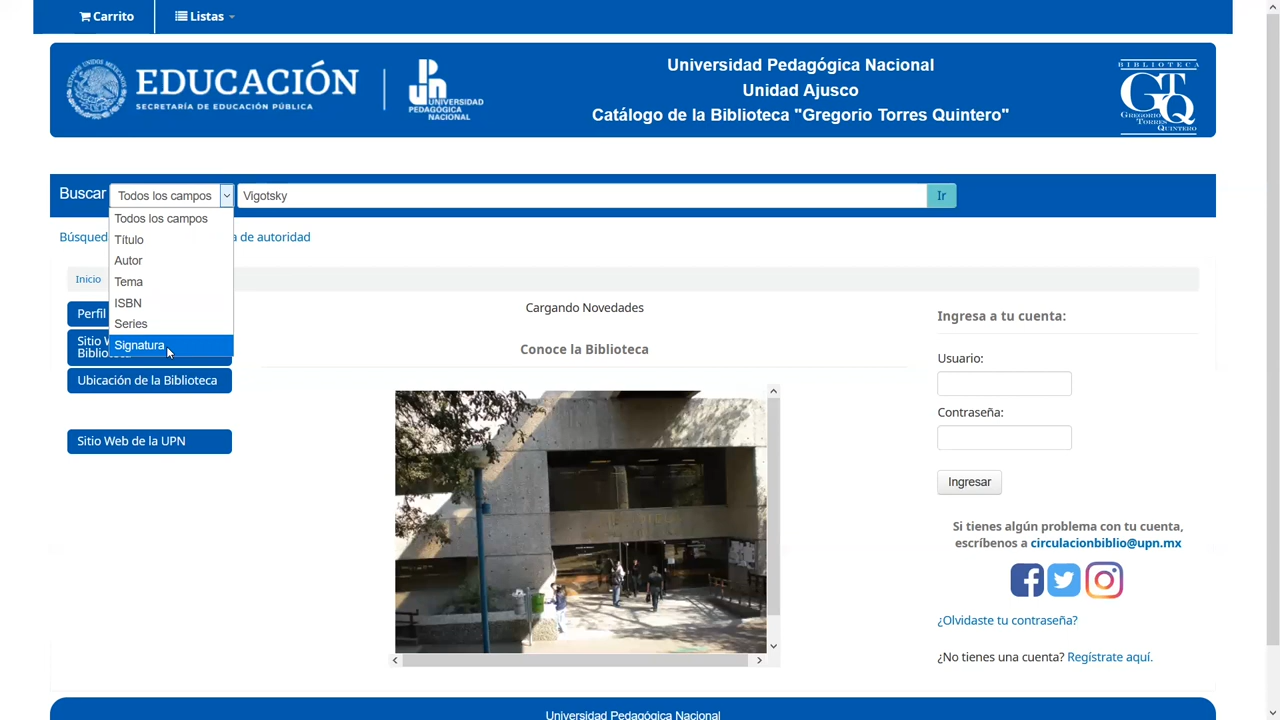 Carrito
Listas
EDUCACIÓN
SECRETARÍA DE EDUCACIÓN PÚBLICA
UNIVERSIDAD
PEDAGÓGICA
NACIONAL
Universidad Pedagógica Nacional
Unidad Ajusco
Catálogo de la Biblioteca "Gregorio Torres Quintero"
BIBLIOTECA
GTQ
GREGORIO
TORRES
QUINTERO
Buscar
Todos los campos
Vigotsky
Ir
Todos los campos
Título
Autor
Tema
ISBN
Series
Signatura
Búsqued
a de autoridad
Inicio
Perfil
Sitio W
Biblioteca
Ubicación de la Biblioteca
Sitio Web de la UPN
Cargando Novedades
Conoce la Biblioteca
Ingresa a tu cuenta:
Usuario:
Contraseña:
Ingresar
Si tienes algún problema con tu cuenta,
escríbenos a circulacionbiblio@upn.mx
¿Olvidaste tu contraseña?
¿No tienes una cuenta? Regístrate aquí.
Universidad Pedagógica Nacional